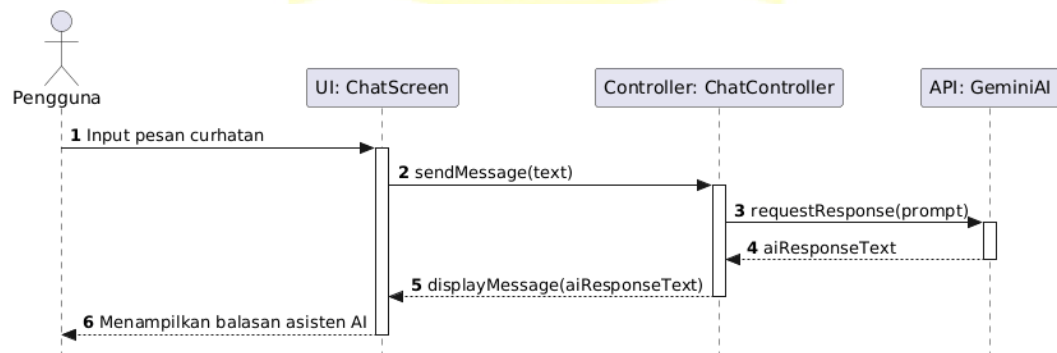 Pengguna
UI: ChatScreen
Controller: ChatController
API: GeminiAI
1 Input pesan curhatan
2 sendMessage(text)
3 requestResponse(prompt)
4 aiResponseText
5 displayMessage(aiResponseText)
6 Menampilkan balasan asisten AI